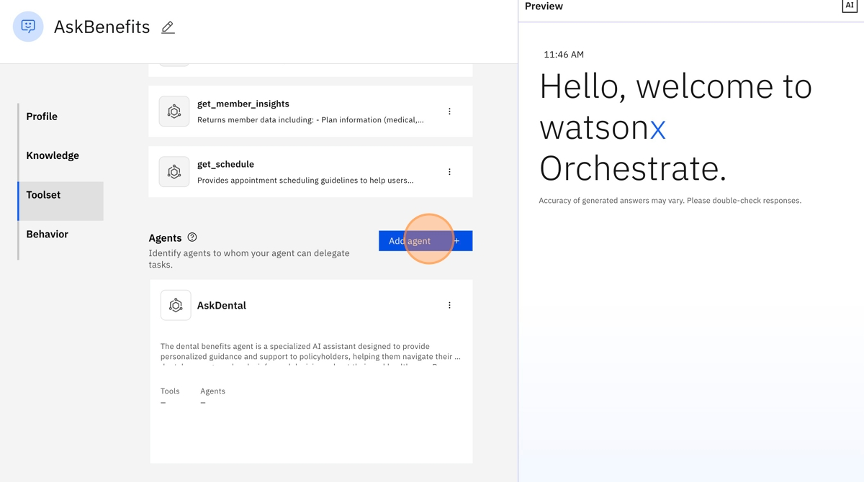 AskBenefits
Profile
Knowledge
Toolset
Behavior
get_member_insights
Returns member data including: - Plan information (medical,...
get_schedule
Provides appointment scheduling guidelines to help users...
Agents
Identify agents to whom your agent can delegate
tasks.
Add agent +
AskDental
The dental benefits agent is a specialized AI assistant designed to provide
personalized guidance and support to policyholders, helping them navigate their ...
Tools Agents
– –
Preview
AI
11:46 AM
Hello, welcome to
watsonx
Orchestrate.
Accuracy of generated answers may vary. Please double-check responses.